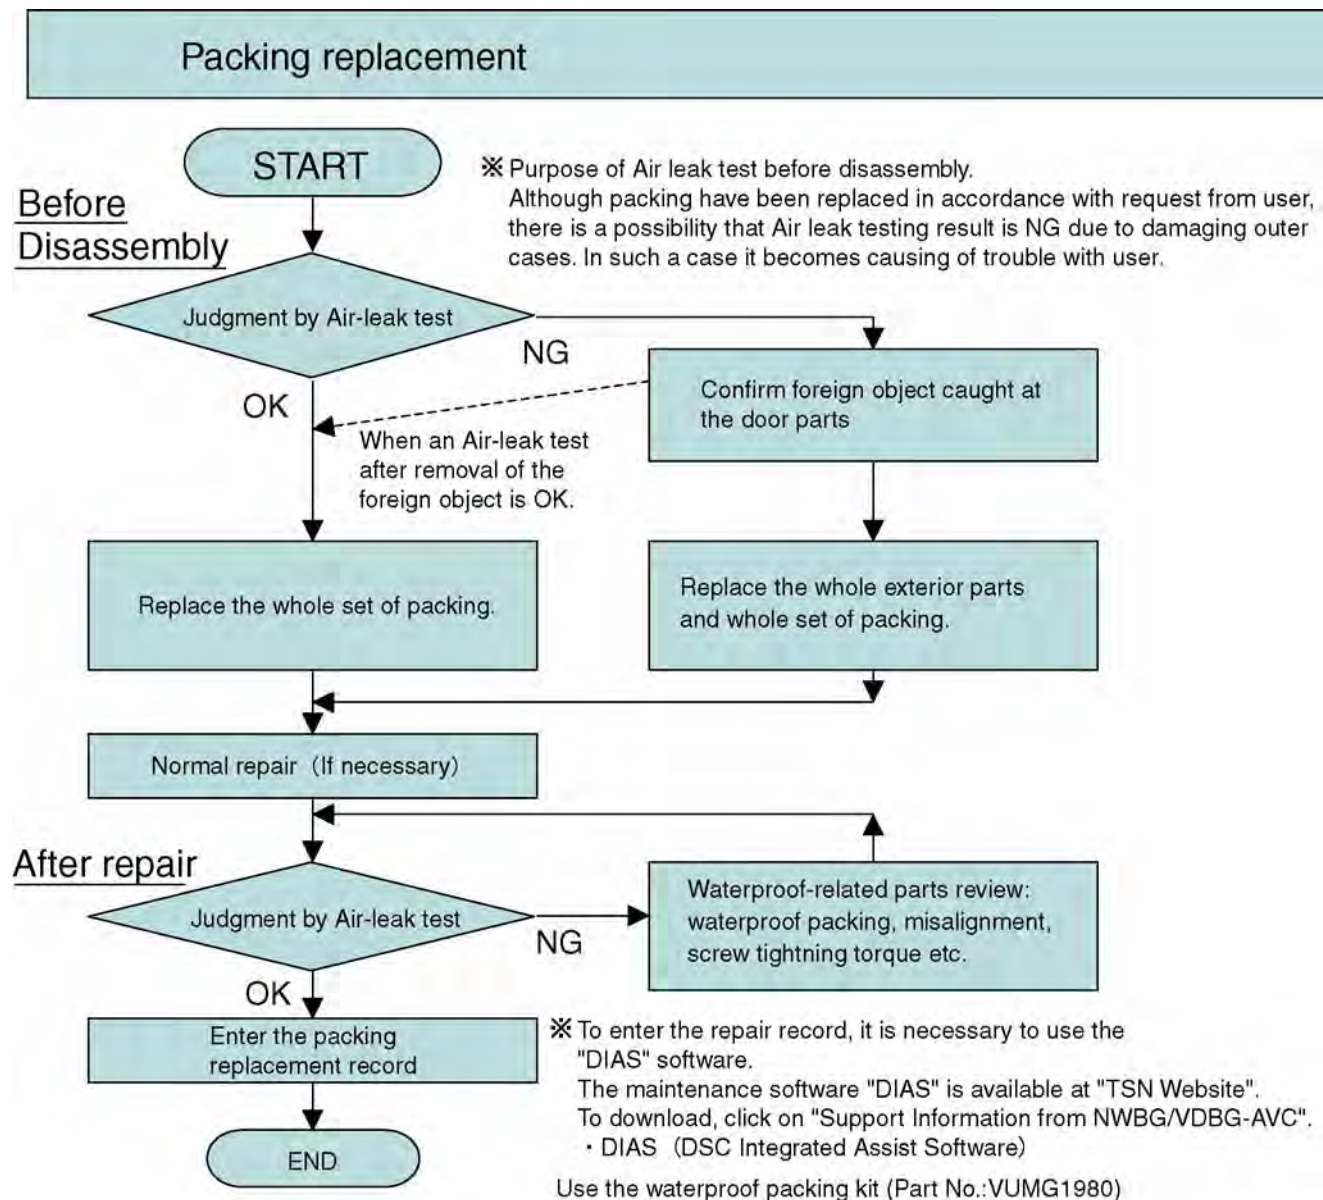 Packing replacement
START
※ Purpose of Air leak test before disassembly.
Although packing have been replaced in accordance with request from user,
there is a possibility that Air leak testing result is NG due to damaging outer
cases. In such a case it becomes causing of trouble with user.
Before
Disassembly
Judgment by Air-leak test
NG
OK
Confirm foreign object caught at
the door parts
When an Air-leak test
after removal of the
foreign object is OK.
Replace the whole set of packing.
Replace the whole exterior parts
and whole set of packing.
Normal repair (If necessary)
After repair
Judgment by Air-leak test
NG
OK
Waterproof-related parts review:
waterproof packing, misalignment,
screw tightning torque etc.
Enter the packing
replacement record
※ To enter the repair record, it is necessary to use the
"DIAS" software.
The maintenance software "DIAS" is available at "TSN Website".
To download, click on "Support Information from NWBG/VDBG-AVC".
・DIAS (DSC Integrated Assist Software)
END
Use the waterproof packing kit (Part No.:VUMG1980)